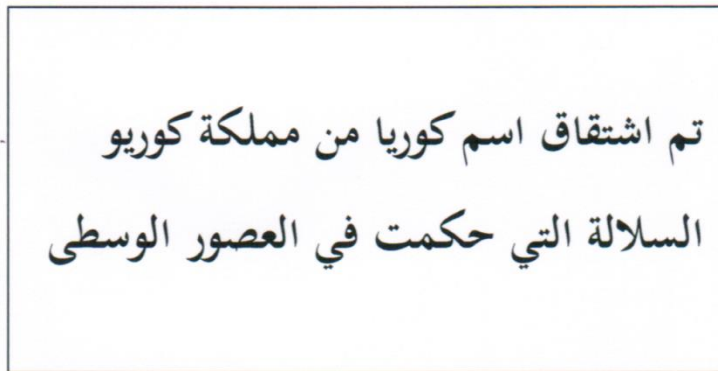 تم اشتقاق اسم كوريا من مملكة كوريو
السلالة التي حكمت في العصور الوسطى